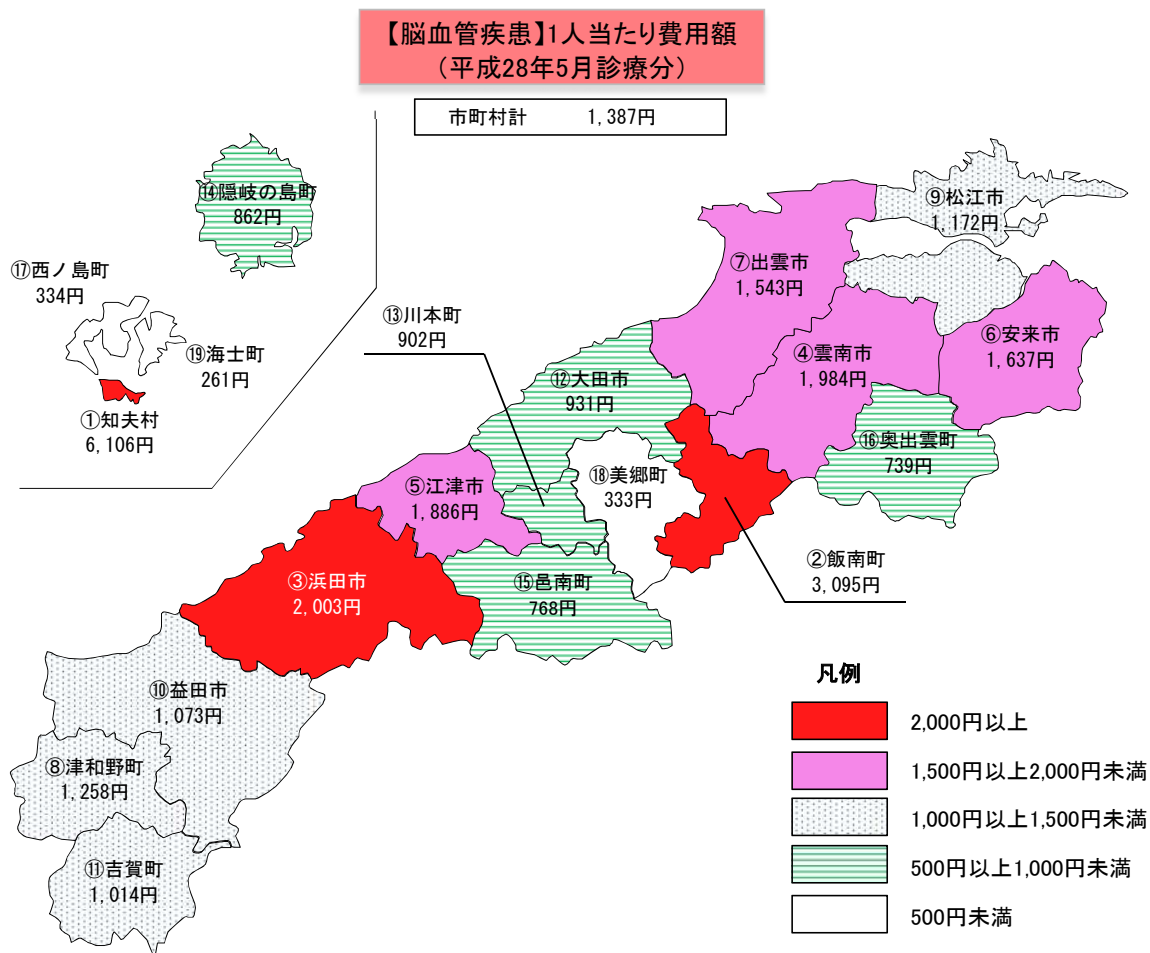 【脳血管疾患】1人当たり費用額
（平成28年5月診療分）
市町村計 1,387円
⑭隠岐の島町
862円
⑰西ノ島町
334円
⑲海士町
261円
①知夫村
6,106円
⑨松江市
1,172円
⑦出雲市
1,543円
⑥安来市
1,637円
④雲南市
1,984円
⑬川本町
902円
⑫大田市
931円
⑯奥出雲町
739円
⑱美郷町
333円
⑤江津市
1,886円
②飯南町
3,095円
③浜田市
2,003円
⑮邑南町
768円
⑩益田市
1,073円
⑧津和野町
1,258円
⑪吉賀町
1,014円
凡例
2,000円以上
1,500円以上2,000円未満
1,000円以上1,500円未満
500円以上1,000円未満
500円未満